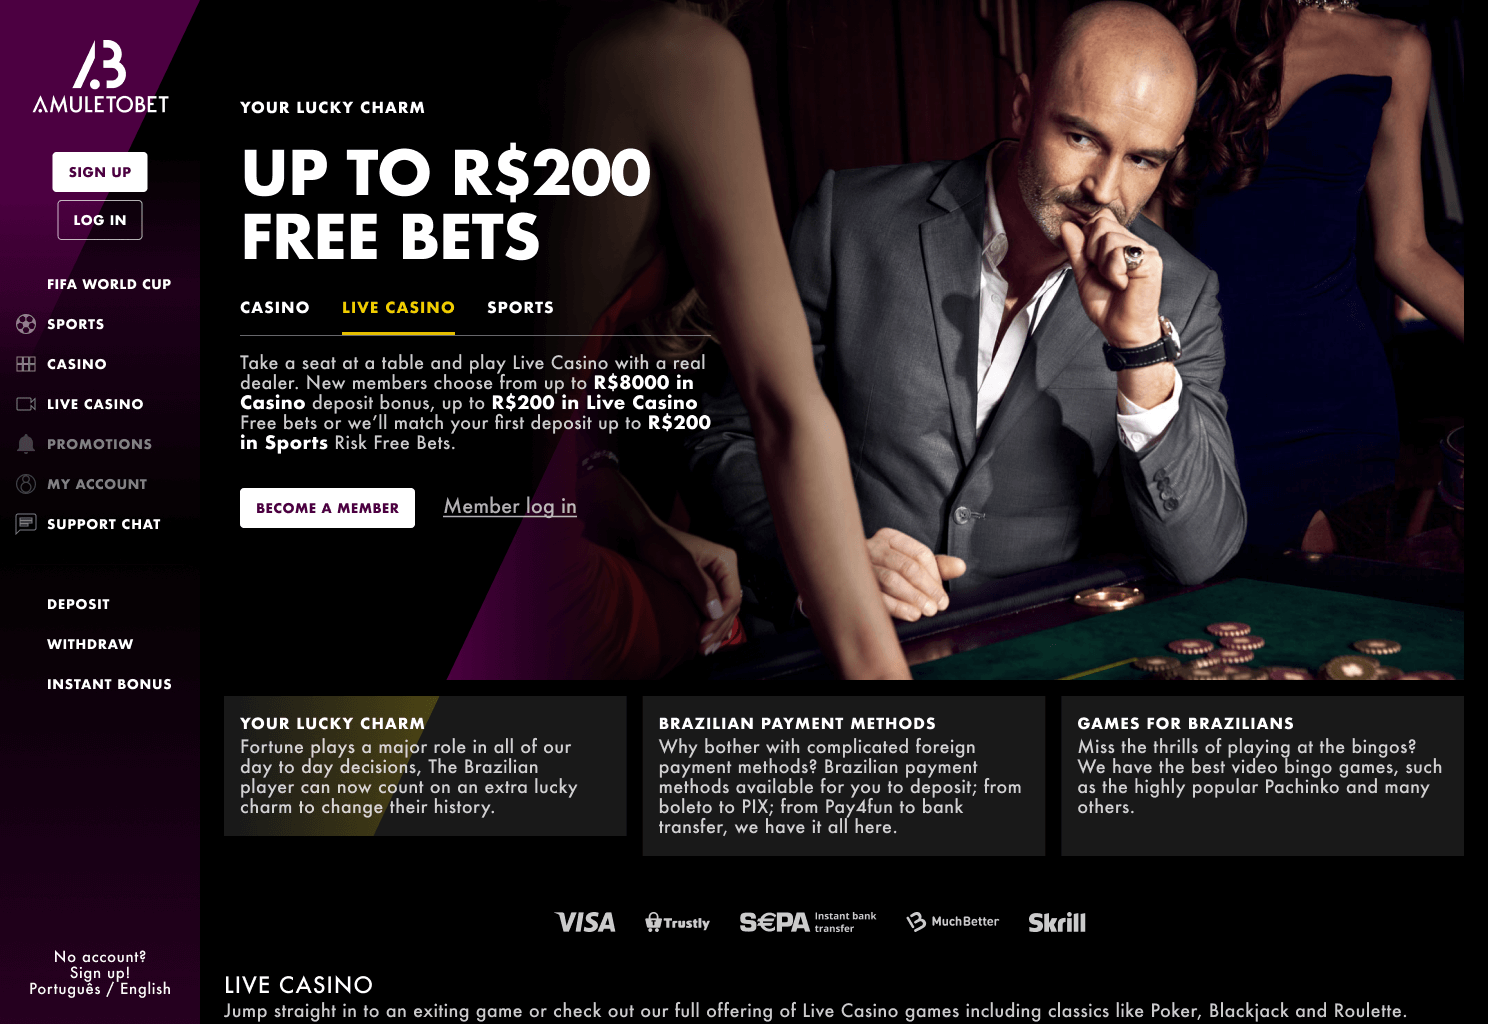 AMULETOBET
SIGN UP
LOG IN
FIFA WORLD CUP
SPORTS
CASINO
LIVE CASINO
PROMOTIONS
MY ACCOUNT
SUPPORT CHAT
DEPOSIT
WITHDRAW
INSTANT BONUS
No account?
Sign up!
Português / English
YOUR LUCKY CHARM
UP TO R$200
FREE BETS
CASINO LIVE CASINO SPORTS
Take a seat at a table and play Live Casino with a real
dealer. New members choose from up to R$8000 in
Casino deposit bonus, up to R$200 in Live Casino
Free bets or we'll match your first deposit up to R$200
in Sports Risk Free Bets.
BECOME A MEMBER Member log in
YOUR LUCKY CHARM
Fortune plays a major role in all of our
day to day decisions, The Brazilian
player can now count on an extra lucky
charm to change their history.
BRAZILIAN PAYMENT METHODS
Why bother with complicated foreign
payment methods? Brazilian payment
methods available for you to deposit; from
boleto to PIX; from Pay4fun to bank
transfer, we have it all here.
GAMES FOR BRAZILIANS
Miss the thrills of playing at the bingos?
We have the best video bingo games, such
as the highly popular Pachinko and many
others.
VISA Trustly S€PA Instant bank transfer MuchBetter Skrill
LIVE CASINO
Jump straight in to an exiting game or check out our full offering of Live Casino games including classics like Poker, Blackjack and Roulette.